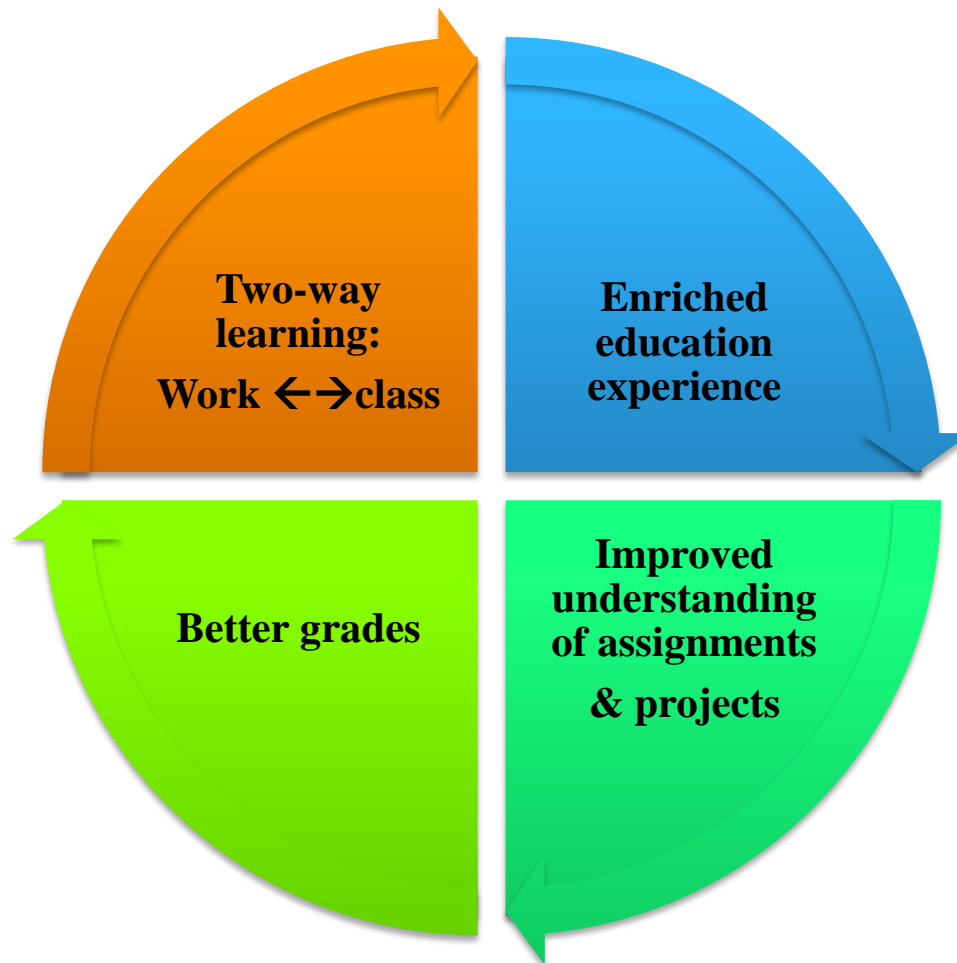 Two-way
learning:
Work ←→class
Enriched
education
experience
Better grades
Improved
understanding
of assignments
& projects